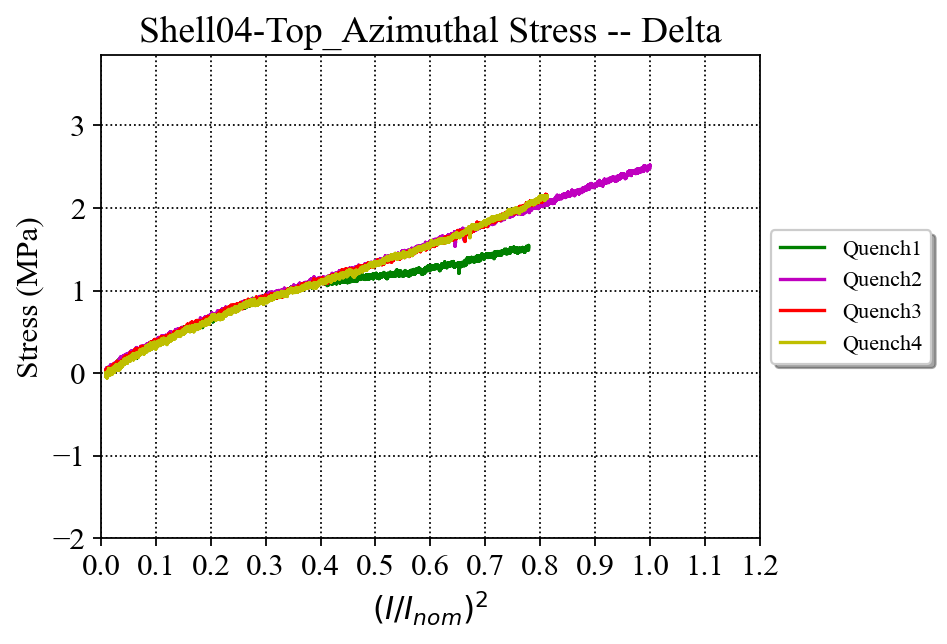 Shell04-Top_Azimuthal Stress -- Delta
Stress (MPa)
3
2
1
0
−1
−2
0.0 0.1 0.2 0.3 0.4 0.5 0.6 0.7 0.8 0.9 1.0 1.1 1.2
(I/I_{nom})^2
Quench1
Quench2
Quench3
Quench4